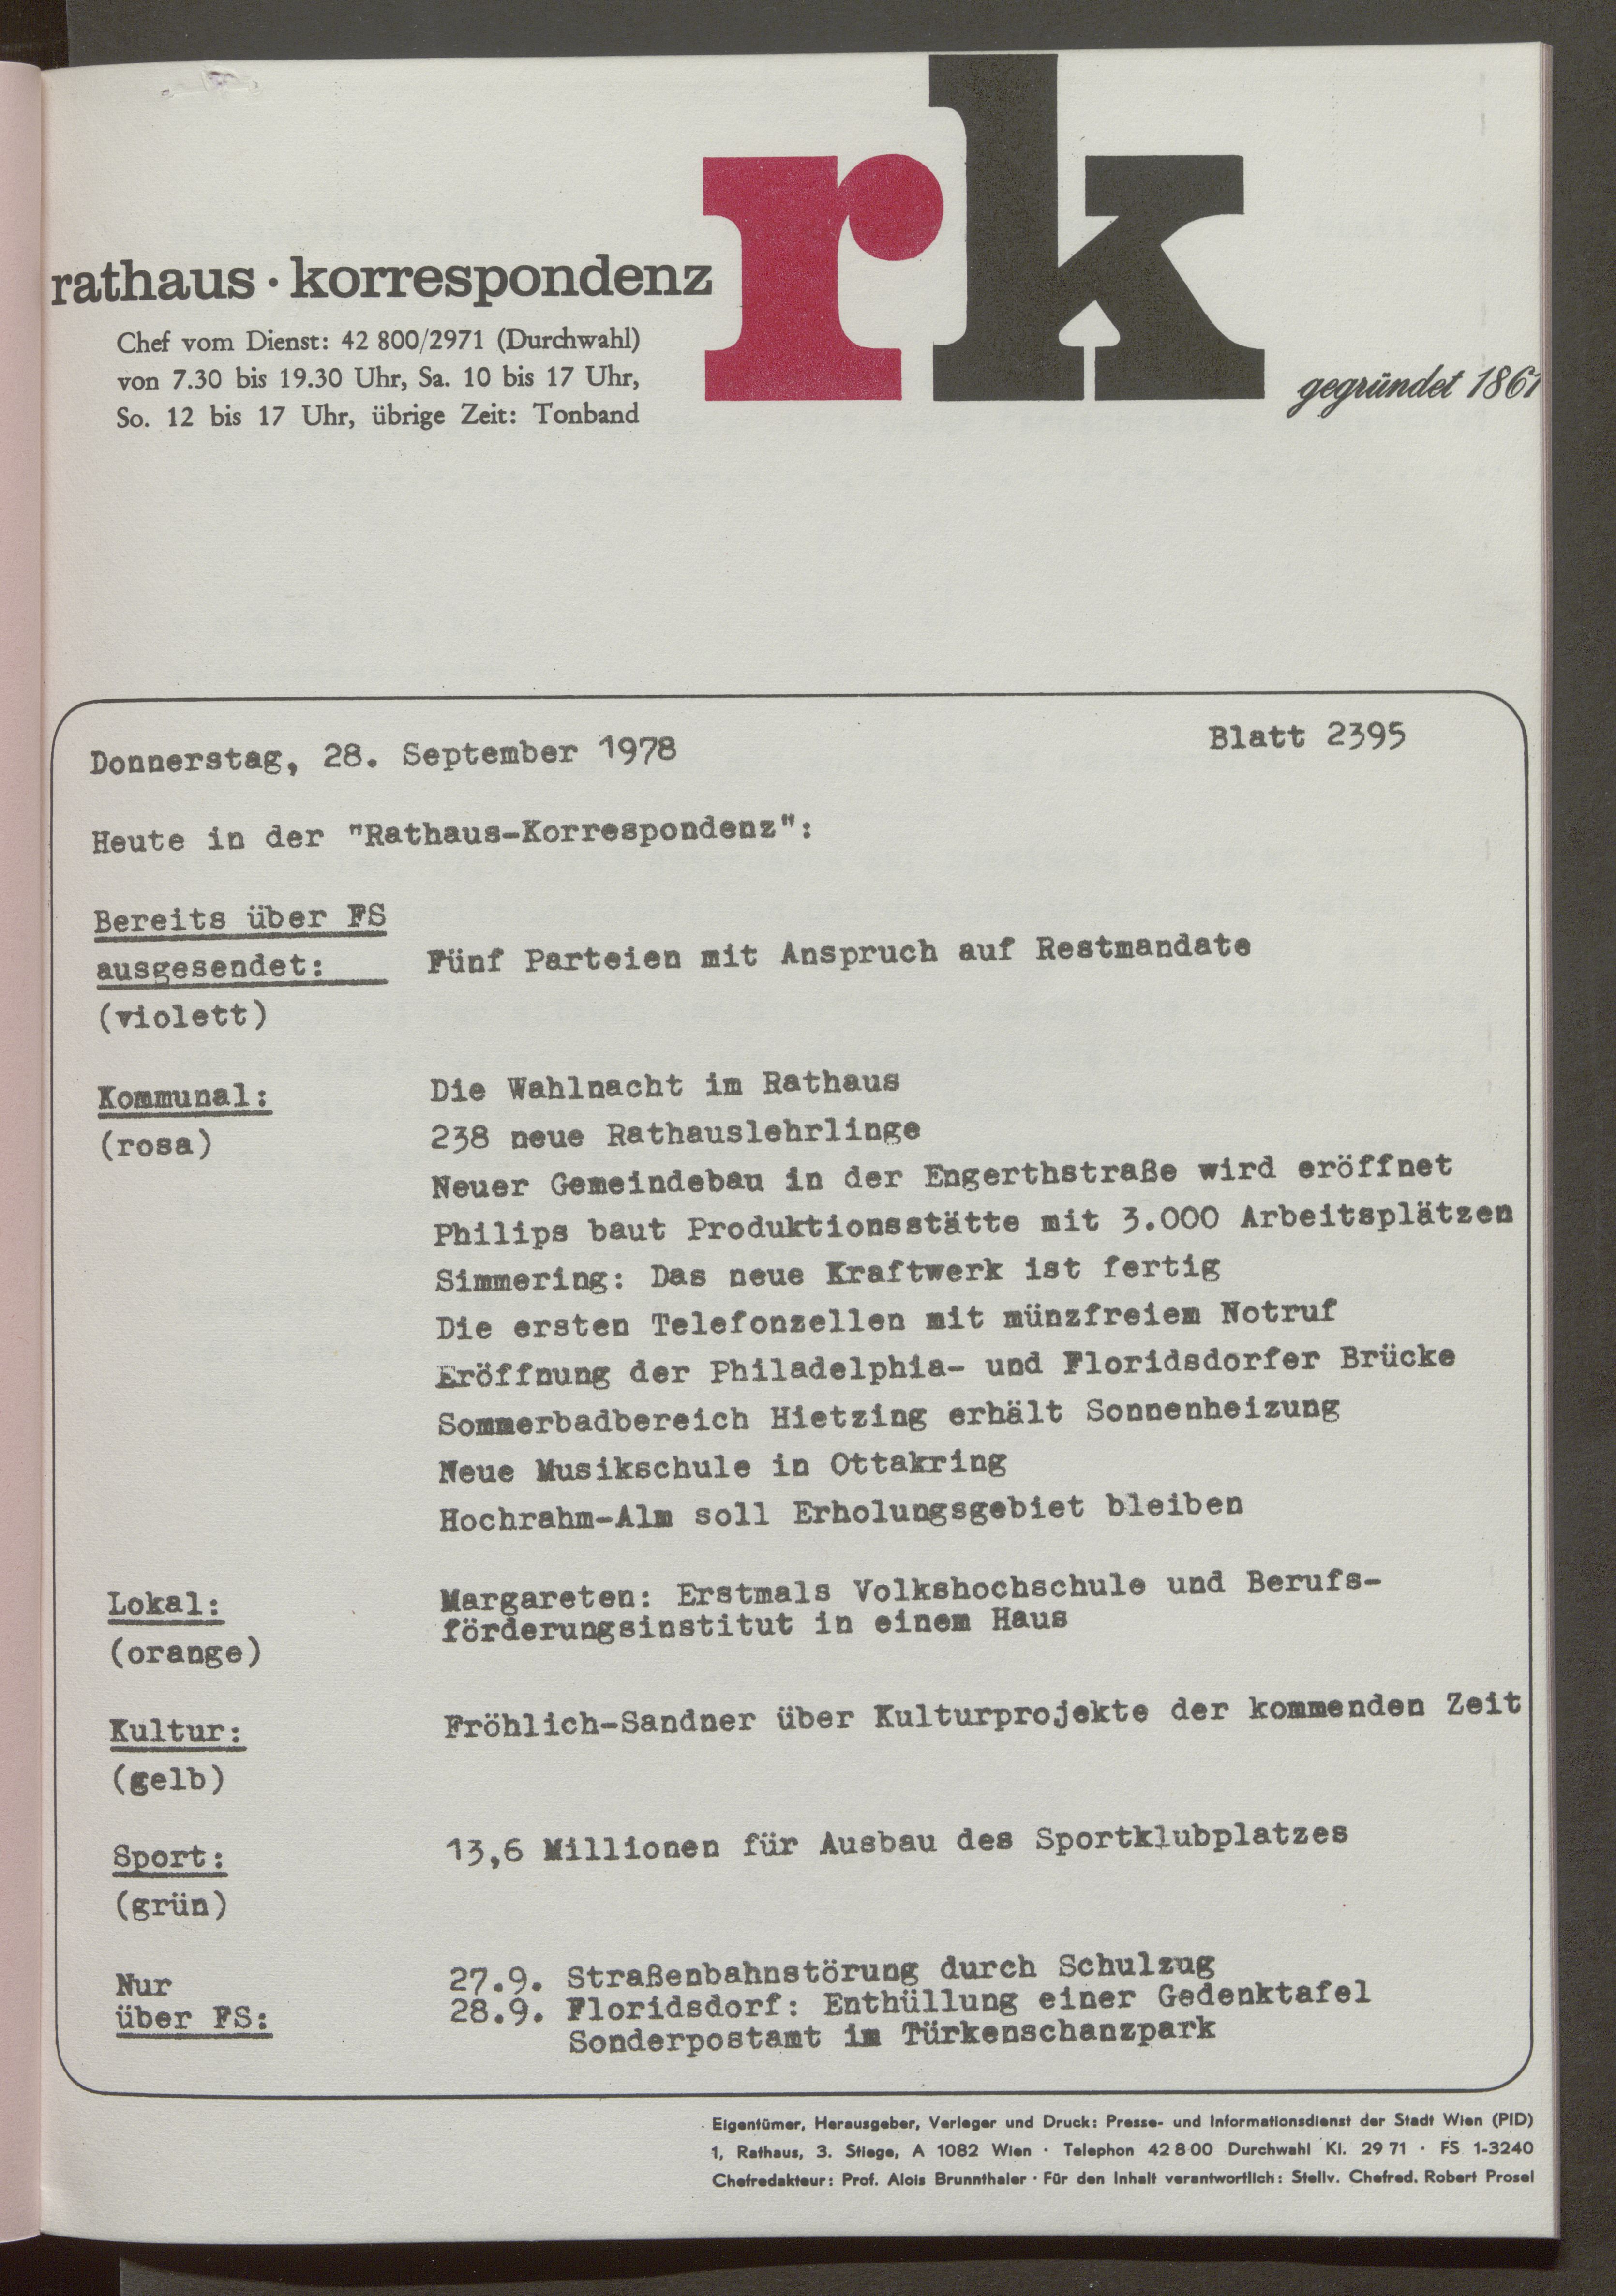 rk
rathaus · korrespondenz
Chef vom Dienst: 42 800/2971 (Durchwahl)
von 7.30 bis 19.30 Uhr, Sa. 10 bis 17 Uhr,
So. 12 bis 17 Uhr, übrige Zeit: Tonband
gegründet 1861
Donnerstag, 28. September 1978 Blatt 2395
Heute in der "Rathaus-Korrespondenz":
Bereits über FS
ausgesendet: Fünf Parteien mit Anspruch auf Restmandate
(violett)
Kommunal: Die Wahlnacht im Rathaus
(rosa) 238 neue Rathauslehrlinge
Neuer Gemeindebau in der Engerthstraße wird eröffnet
Philips baut Produktionsstätte mit 3.000 Arbeitsplätzen
Simmering: Das neue Kraftwerk ist fertig
Die ersten Telefonzellen mit münzfreiem Notruf
Eröffnung der Philadelphia- und Floridsdorfer Brücke
Sommerbadbereich Hietzing erhält Sonnenheizung
Neue Musikschule in Ottakring
Hochrahm-Alm soll Erholungsgebiet bleiben
Lokal: Margareten: Erstmals Volkshochschule und Berufs-
förderungsinstitut in einem Haus
(orange)
Kultur: Fröhlich-Sandner über Kulturprojekte der kommenden Zeit
(gelb)
Sport: 13,6 Millionen für Ausbau des Sportklubplatzes
(grün)
Nur 27.9. Straßenbahnstörung durch Schulzug
über FS: 28.9. Floridsdorf: Enthüllung einer Gedenktafel
Sonderpostamt im Türkenschanzpark
Eigentümer, Herausgeber, Verleger und Druck: Presse- und Informationsdienst der Stadt Wien (PID)
1, Rathaus, 3. Stiege, A 1082 Wien · Telephon 42 8 00 Durchwahl Kl. 29 71 · FS 1-3240
Chefredakteur: Prof. Alois Brunnthaler · Für den Inhalt verantwortlich: Stellv. Chefred. Robert Prosel